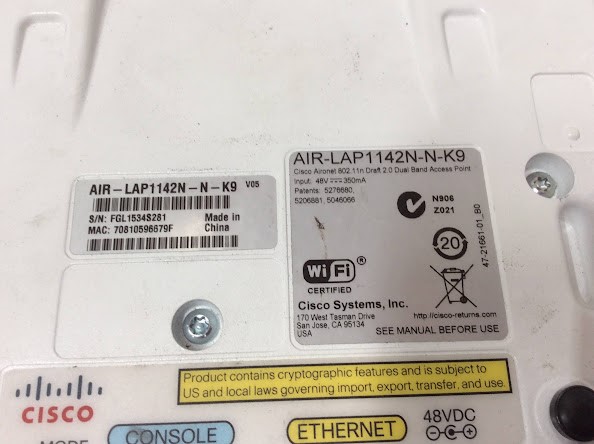 AIR-LAP1142N-N-K9 V05
S/N: FGL1534S281 Made in
MAC: 70810596679F China
AIR-LAP1142N-N-K9
Cisco Aironet 802.11n Draft 2.0 Dual Band Access Point
Input: 48V 350mA
Patents: 5276680,
5206881, 5046066
N906
Z021
20
47-21661-01_B0
Wi Fi ®
CERTIFIED
Cisco Systems, Inc.
170 West Tasman Drive
San Jose, CA 95134
USA
http://cisco-returns.com
SEE MANUAL BEFORE USE
Product contains cryptographic features and is subject to
US and local laws governing import, export, transfer, and use.
CISCO
MODE CONSOLE ETHERNET 48VDC